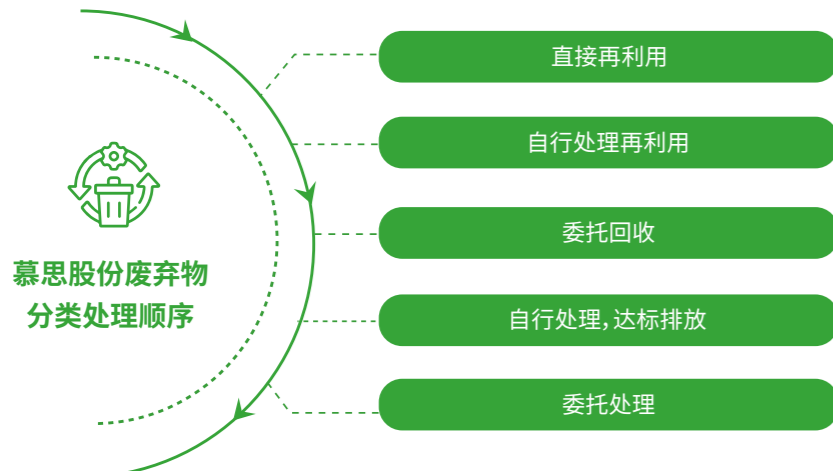 慕思股份废弃物
分类处理顺序
直接再利用
自行处理再利用
委托回收
自行处理,达标排放
委托处理